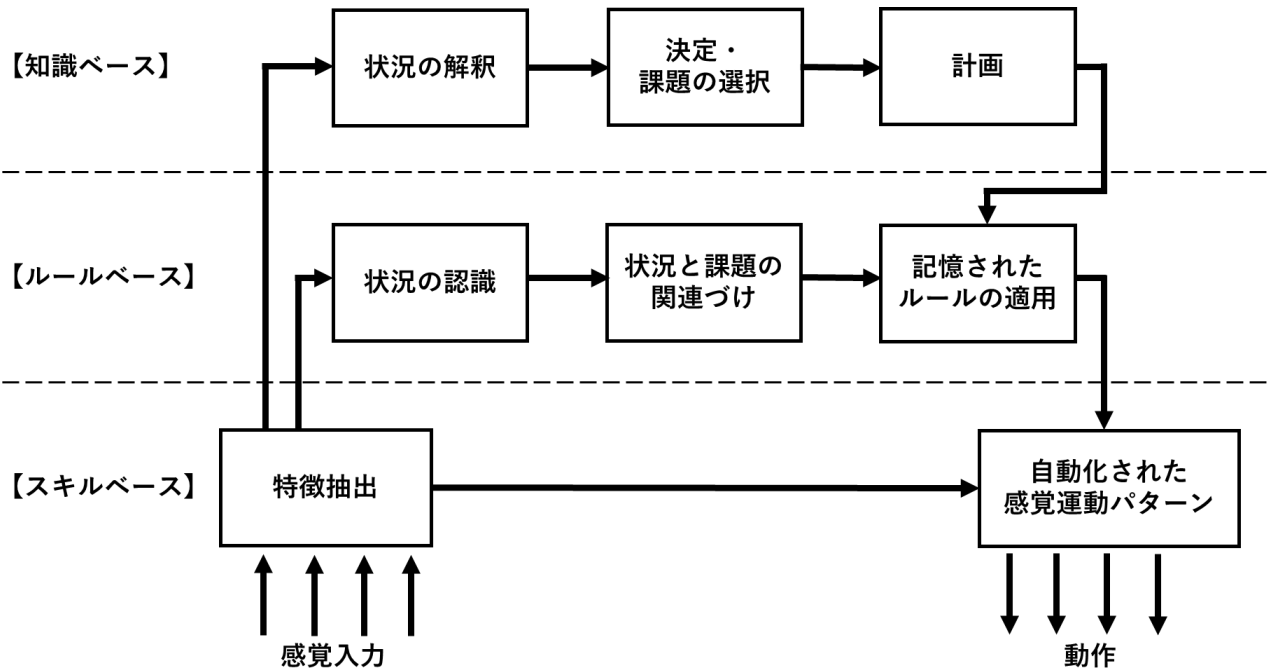 【知識ベース】
状況の解釈
決定・
課題の選択
計画
【ルールベース】
状況の認識
状況と課題の
関連づけ
記憶された
ルールの適用
【スキルベース】
特徴抽出
自動化された
感覚運動パターン
感覚入力
動作